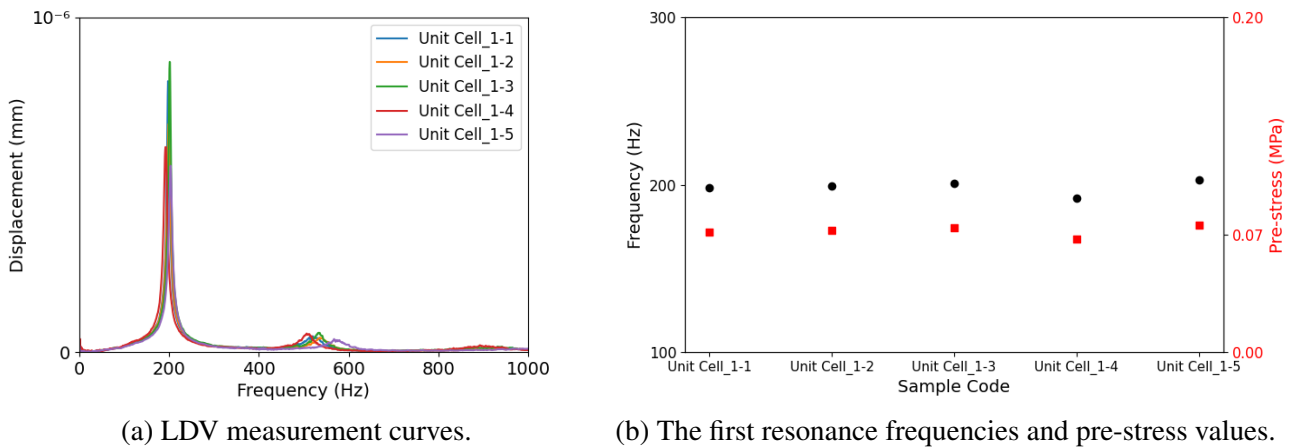 10⁻⁶
Unit Cell_1-1
Unit Cell_1-2
Unit Cell_1-3
Unit Cell_1-4
Unit Cell_1-5
Displacement (mm)
0
0 200 400 600 800 1000
Frequency (Hz)
(a) LDV measurement curves.
300
200
100
Frequency (Hz)
0.20
0.07
0.00
Pre-stress (MPa)
Unit Cell_1-1 Unit Cell_1-2 Unit Cell_1-3 Unit Cell_1-4 Unit Cell_1-5
Sample Code
(b) The first resonance frequencies and pre-stress values.